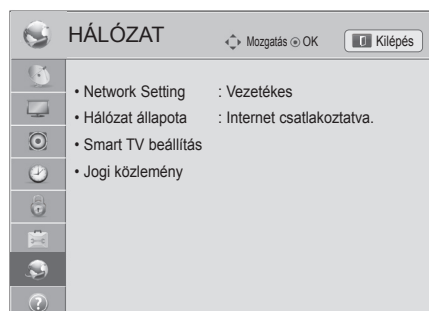 HÁLÓZAT
Mozgatás OK
Kilépés
• Network Setting : Vezetékes
• Hálózat állapota : Internet csatlakoztatva.
• Smart TV beállítás
• Jogi közlemény